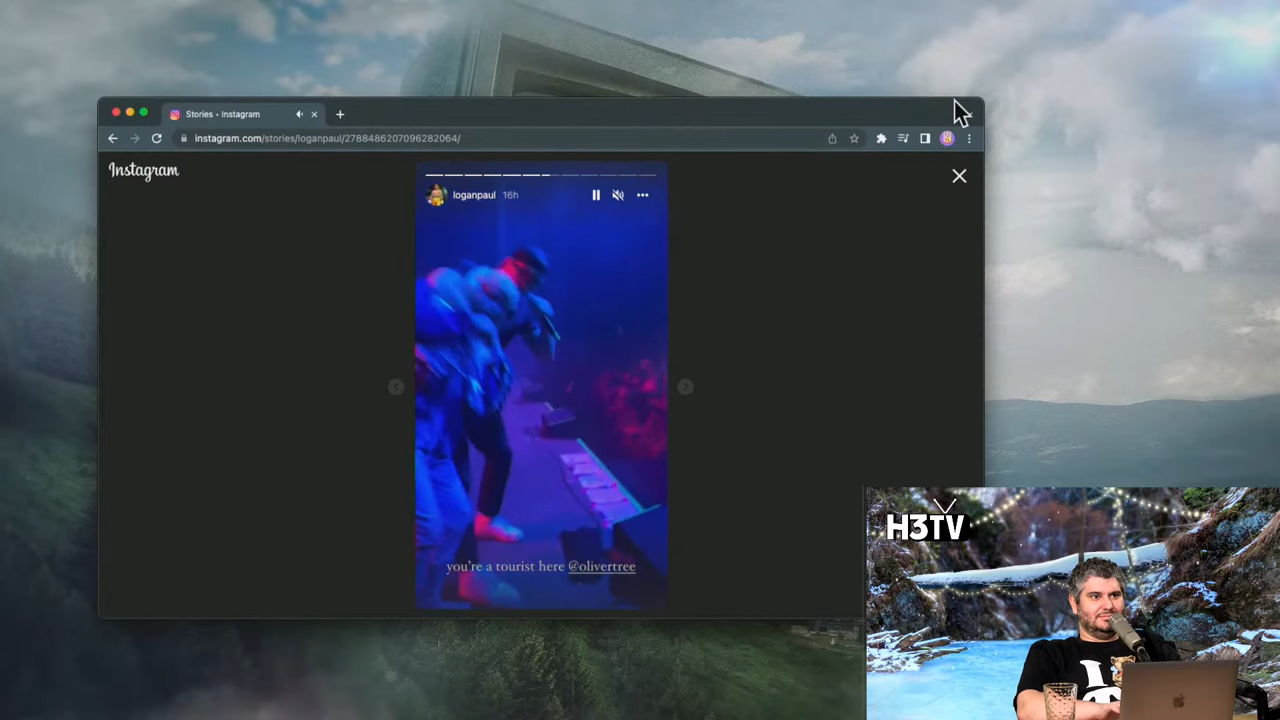 Stories • Instagram
instagram.com/stories/loganpaul/2788486207096282064/
Instagram
loganpaul 16h
you're a tourist here @olivertree
H3TV
I